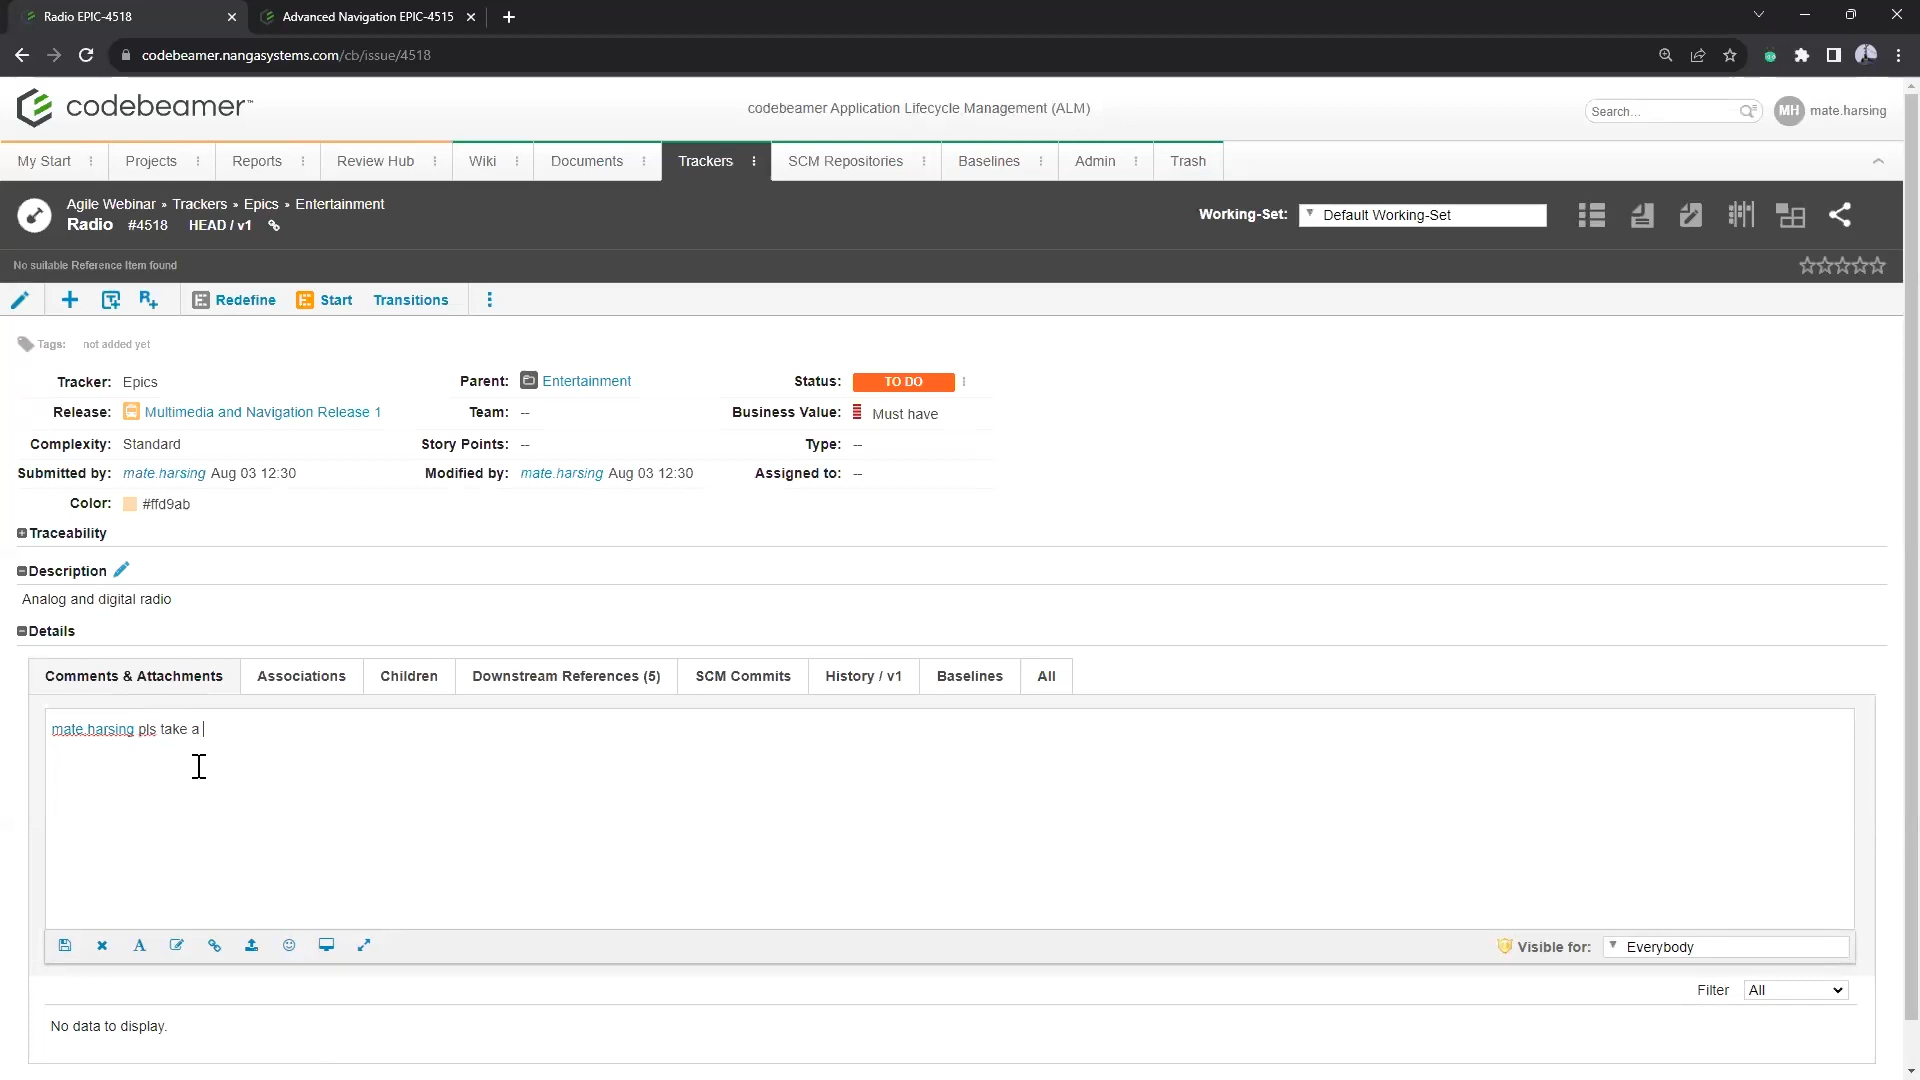 Radio EPIC-4518
Advanced Navigation EPIC-4515
codebeamer.nangasystems.com/cb/issue/4518
codebeamer™
codebeamer Application Lifecycle Management (ALM)
Search...
MH mate.harsing
My Start
Projects
Reports
Review Hub
Wiki
Documents
Trackers
SCM Repositories
Baselines
Admin
Trash
Agile Webinar » Trackers » Epics » Entertainment
Radio #4518 HEAD / v1
Working-Set: Default Working-Set
No suitable Reference Item found
Redefine
Start
Transitions
Tags: not added yet
Tracker: Epics
Parent: Entertainment
Status: TO DO
Release: Multimedia and Navigation Release 1
Team: --
Business Value: Must have
Complexity: Standard
Story Points: --
Type: --
Submitted by: mate.harsing Aug 03 12:30
Modified by: mate.harsing Aug 03 12:30
Assigned to: --
Color: #ffd9ab
Traceability
Description
Analog and digital radio
Details
Comments & Attachments
Associations
Children
Downstream References (5)
SCM Commits
History / v1
Baselines
All
mate.harsing pls take a
Visible for: Everybody
Filter All
No data to display.